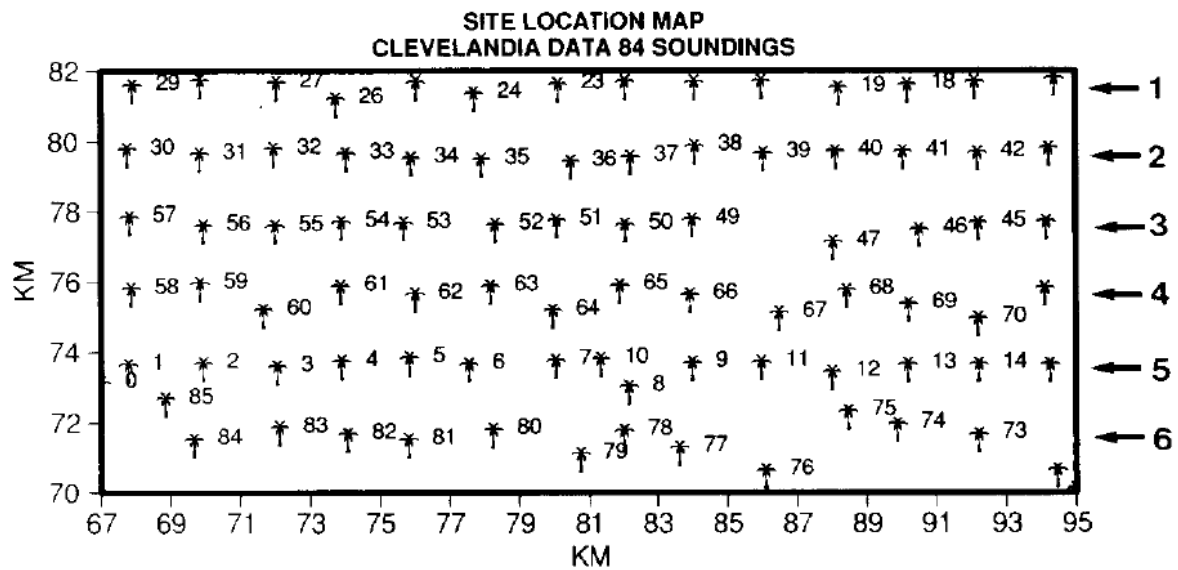 SITE LOCATION MAP
CLEVELANDIA DATA 84 SOUNDINGS
82
29 27 26 24 23 19 18
1
80
30 31 32 33 34 35 36 37 38 39 40 41 42
2
78
57 56 55 54 53 52 51 50 49 47 46 45
3
KM
76
58 59 60 61 62 63 64 65 66 67 68 69 70
4
74
1 2 3 4 5 6 7 10 9 11 12 13 14
5
0 8
85
72
84 83 82 81 80 79 78 77 76 75 74 73
6
70
67 69 71 73 75 77 79 81 83 85 87 89 91 93 95
KM